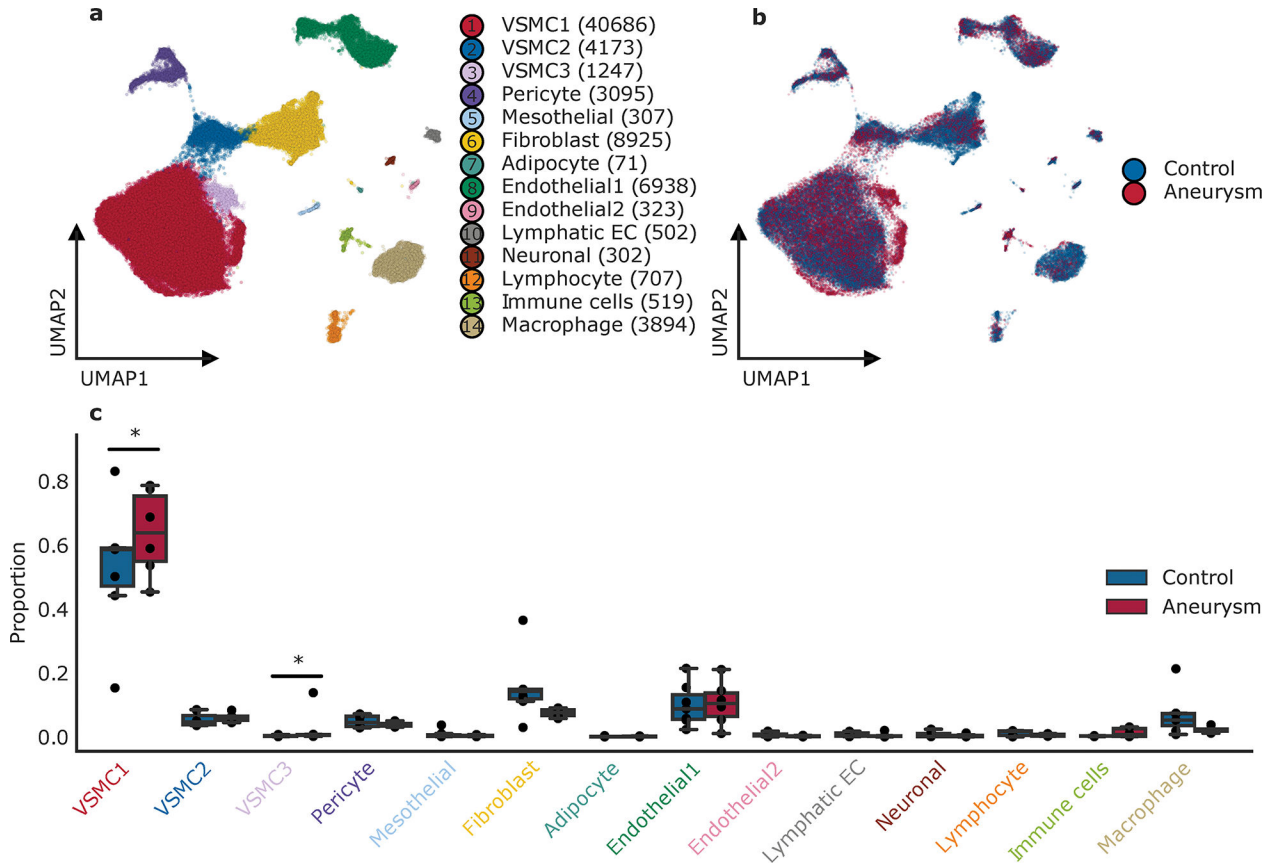 a
1 VSMC1 (40686)
2 VSMC2 (4173)
3 VSMC3 (1247)
4 Pericyte (3095)
5 Mesothelial (307)
6 Fibroblast (8925)
7 Adipocyte (71)
8 Endothelial1 (6938)
9 Endothelial2 (323)
10 Lymphatic EC (502)
11 Neuronal (302)
12 Lymphocyte (707)
13 Immune cells (519)
14 Macrophage (3894)
UMAP2
UMAP1
b
Control
Aneurysm
UMAP2
UMAP1
c
*
*
Proportion
0.8
0.6
0.4
0.2
0.0
Control
Aneurysm
VSMC1
VSMC2
VSMC3
Pericyte
Mesothelial
Fibroblast
Adipocyte
Endothelial1
Endothelial2
Lymphatic EC
Neuronal
Lymphocyte
Immune cells
Macrophage